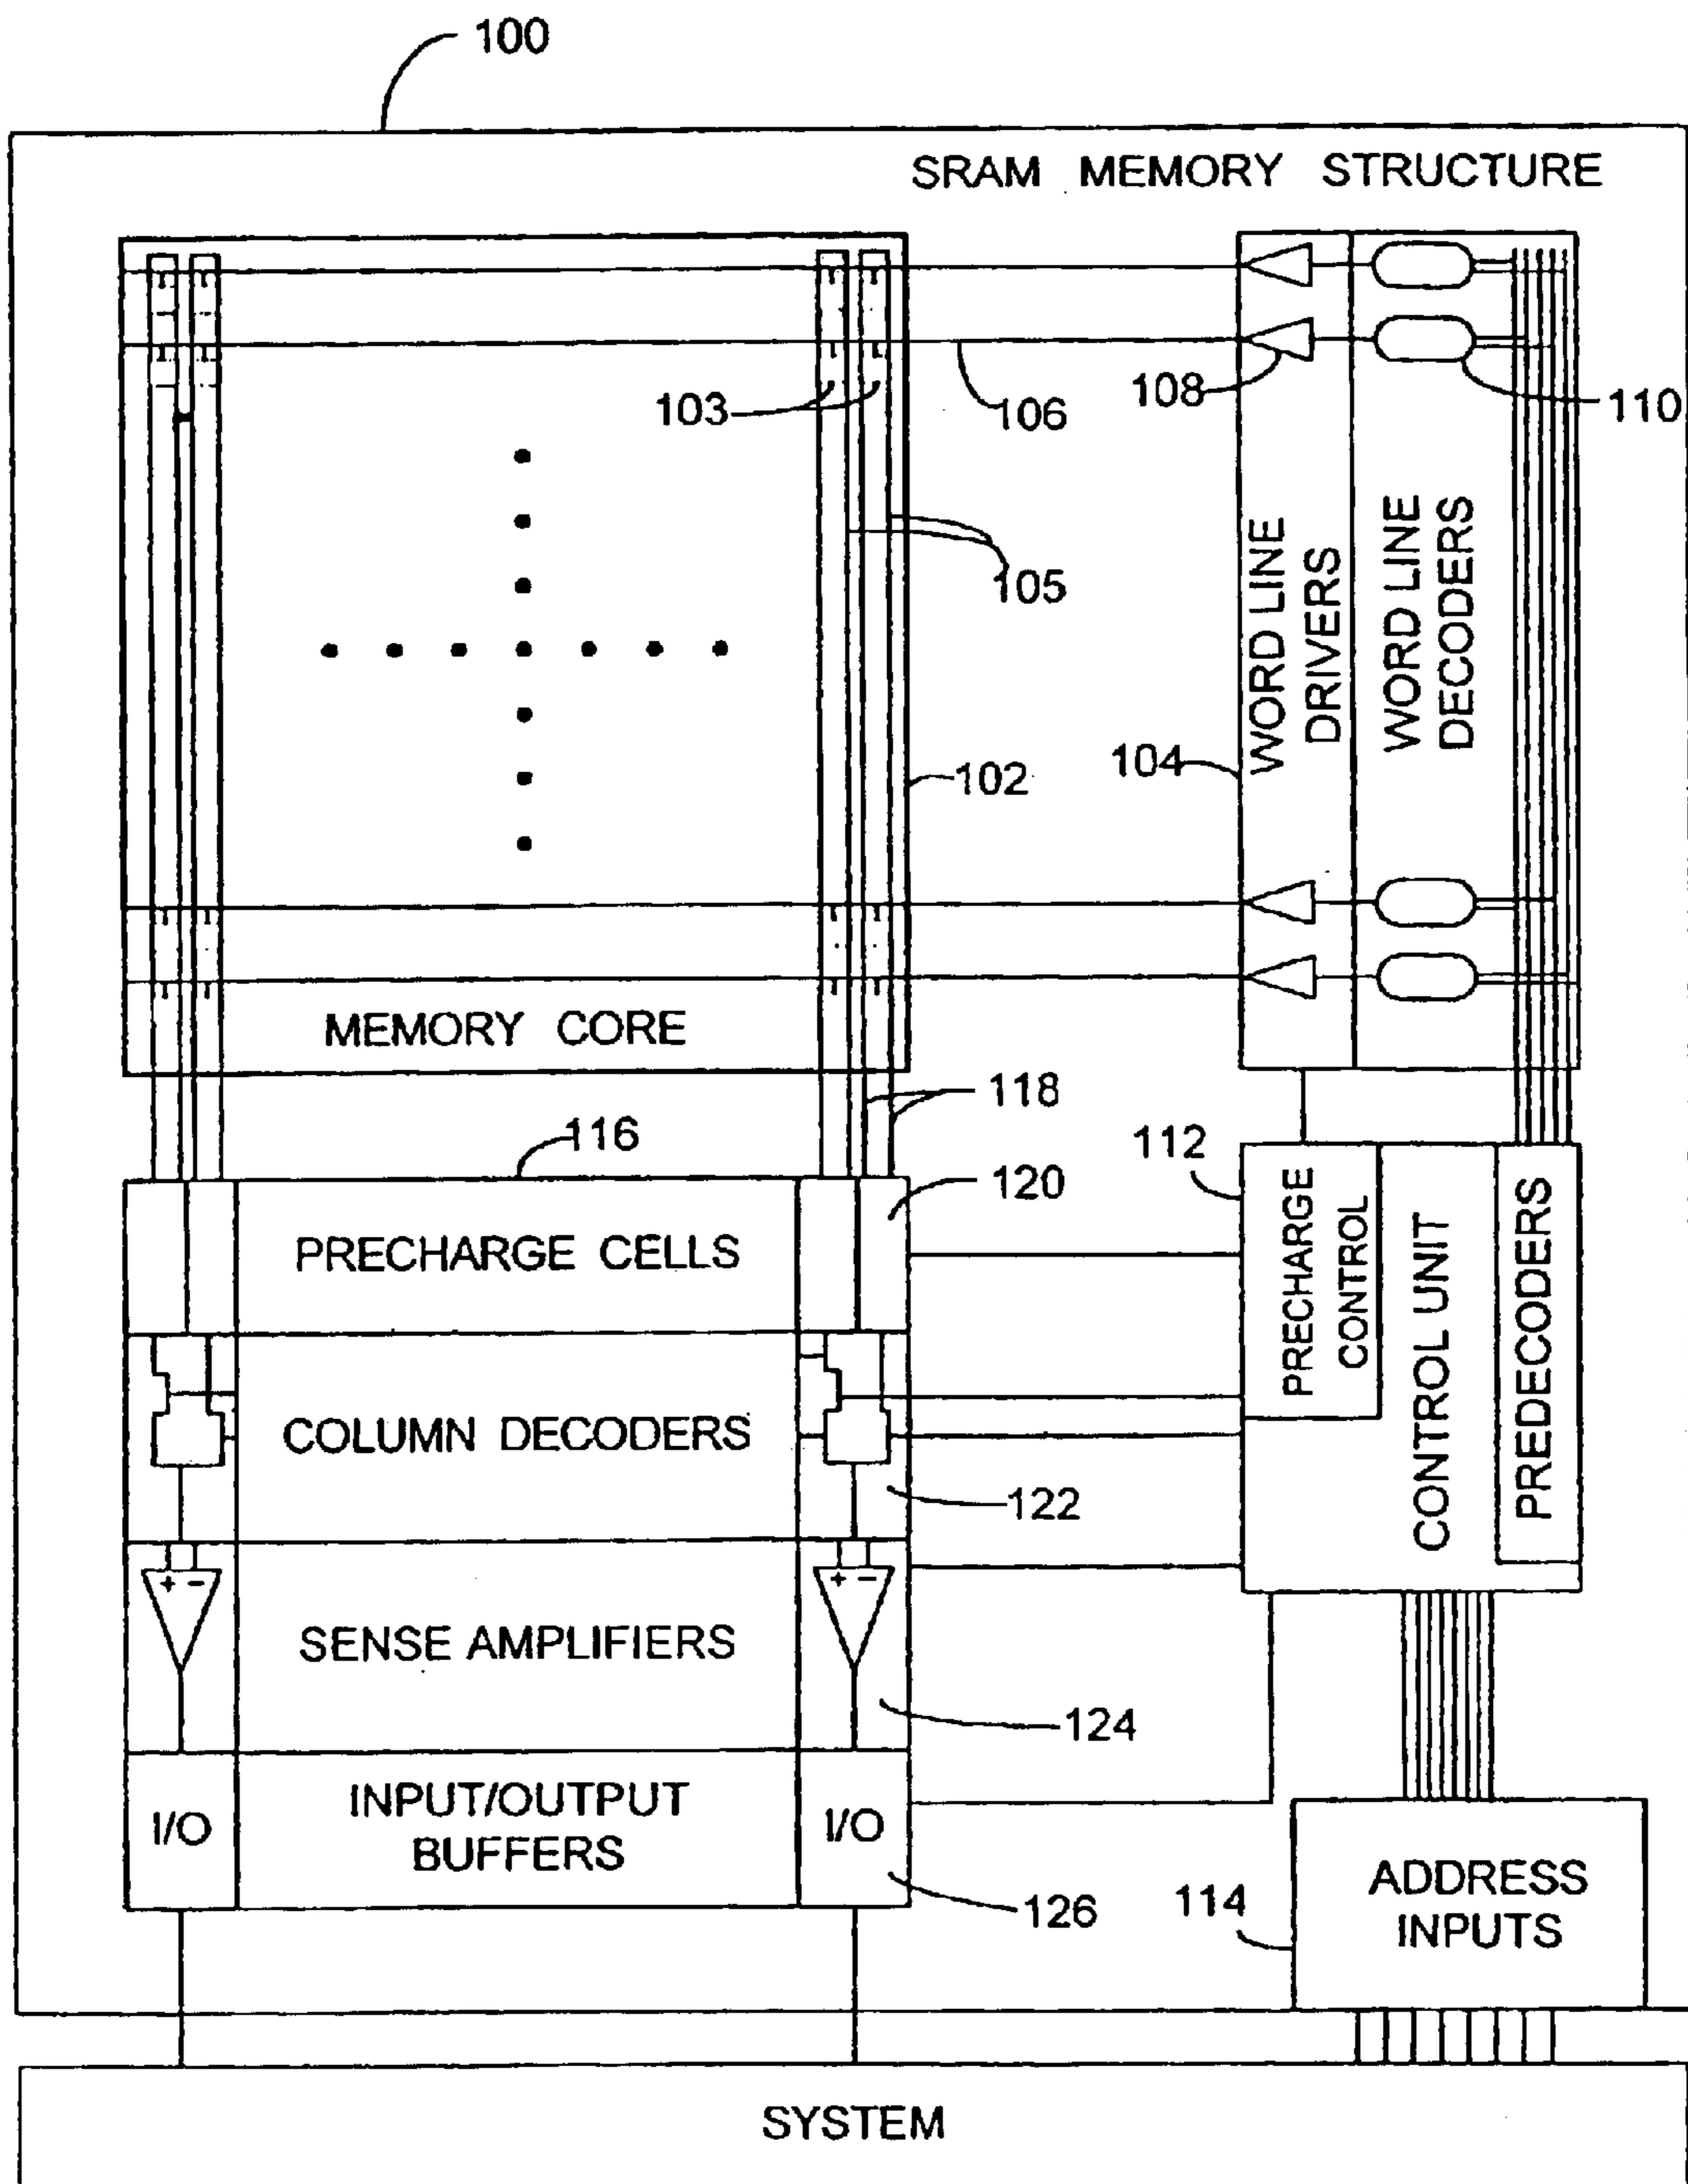 100
SRAM MEMORY STRUCTURE
103
106
108
110
105
WORD LINE
DRIVERS
WORD LINE
DECODERS
102
104
MEMORY CORE
118
116
112
120
PRECHARGE CELLS
PRECHARGE
CONTROL
CONTROL UNIT
PREDECODERS
COLUMN DECODERS
122
+ -
+ -
SENSE AMPLIFIERS
124
I/O
INPUT/OUTPUT
BUFFERS
I/O
126
114
ADDRESS
INPUTS
SYSTEM